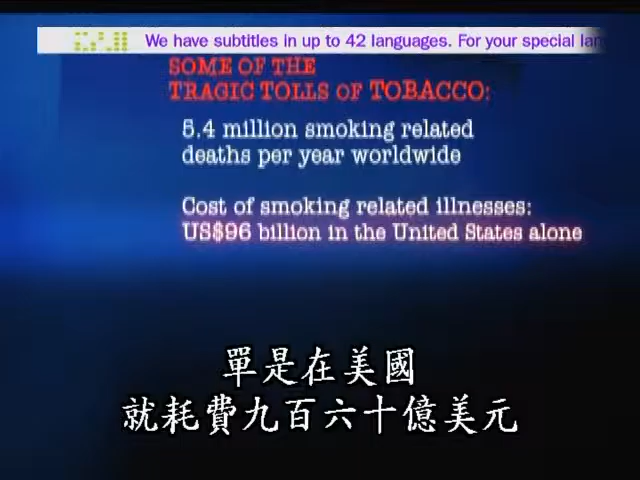 We have subtitles in up to 42 languages. For your special lan
SOME OF THE
TRAGIC TOLLS OF TOBACCO:
5.4 million smoking related
deaths per year worldwide
Cost of smoking related illnesses:
US$96 billion in the United States alone
單是在美國
就耗費九百六十億美元